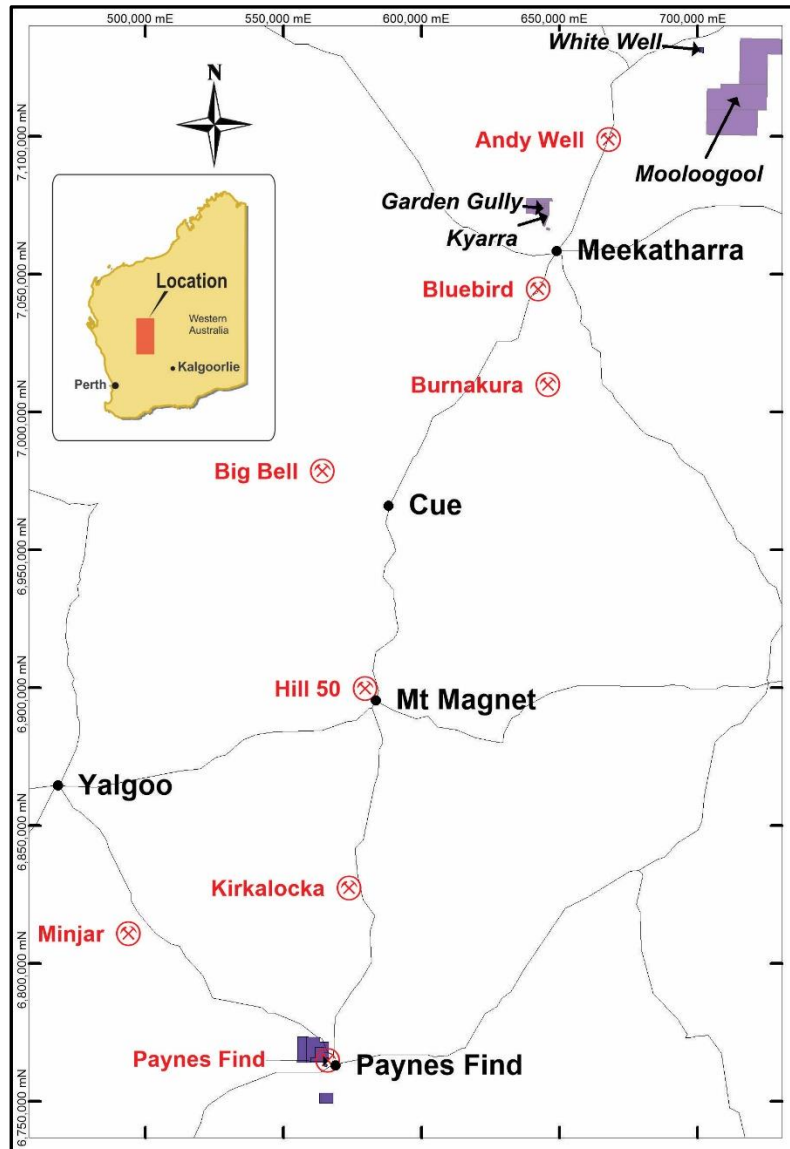 500,000 mE
550,000 mE
600,000 mE
650,000 mE
700,000 mE
White Well
N
7,100,000 mN
Andy Well
Mooloogool
Garden Gully
Kyarra
Meekatharra
7,050,000 mN
Bluebird
Location
Western
Australia
Kalgoorlie
Perth
Burnakura
7,000,000 mN
Big Bell
Cue
6,950,000 mN
Hill 50
Mt Magnet
6,900,000 mN
Yalgoo
6,850,000 mN
Kirkalocka
Minjar
6,800,000 mN
Paynes Find
Paynes Find
6,750,000 mN